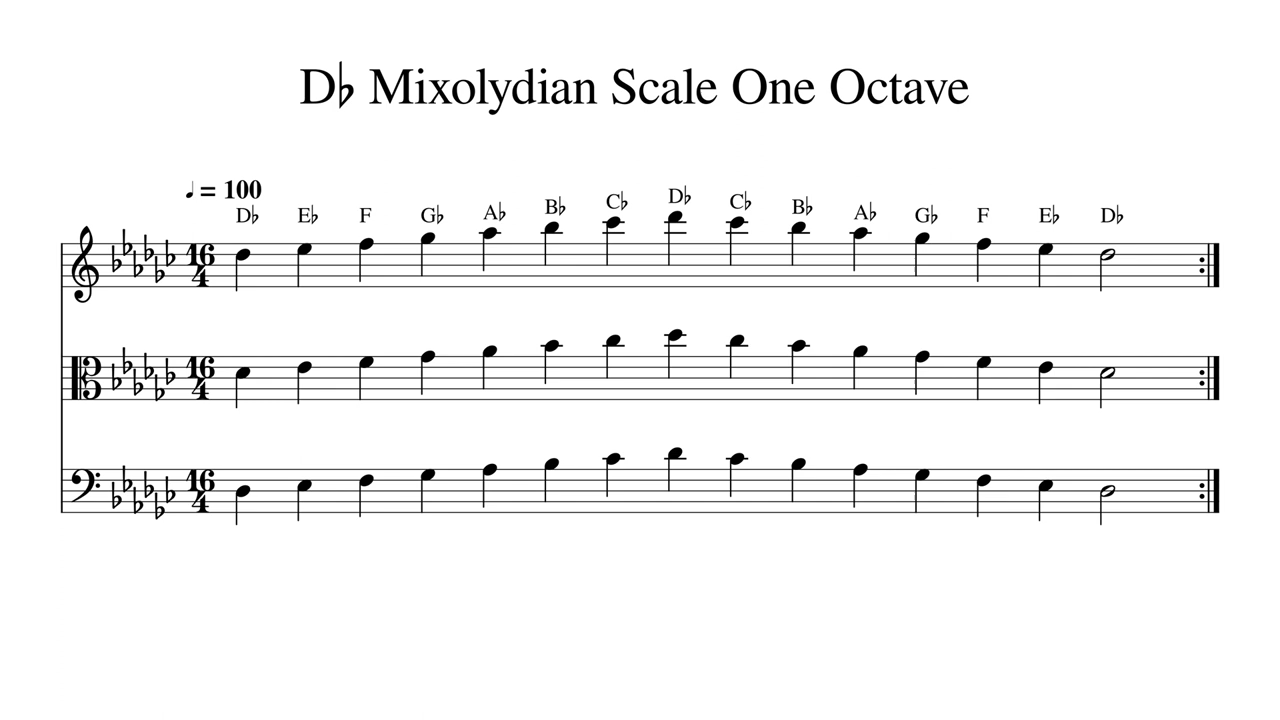 D♭ Mixolydian Scale One Octave
♩ = 100
D♭ E♭ F G♭ A♭ B♭ C♭ D♭ C♭ B♭ A♭ G♭ F E♭ D♭
16
4
16
4
16
4